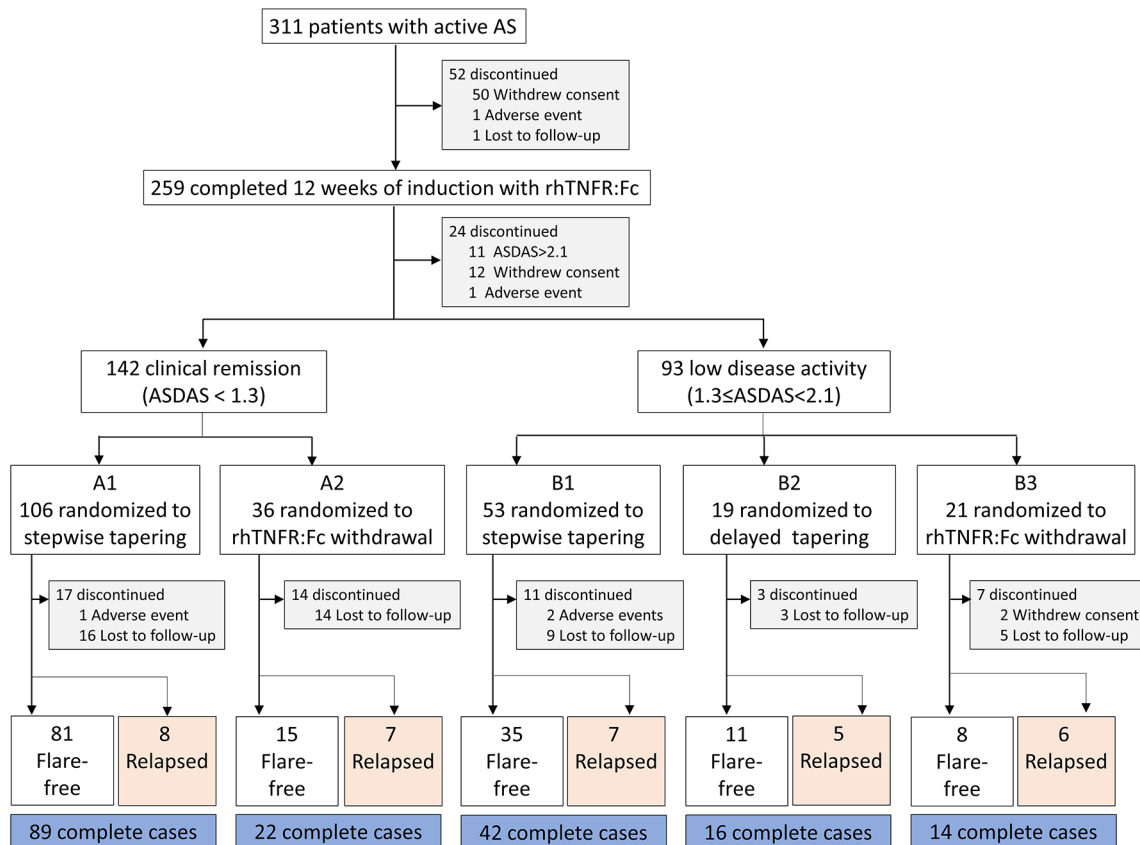 311 patients with active AS
52 discontinued
50 Withdrew consent
1 Adverse event
1 Lost to follow-up
259 completed 12 weeks of induction with rhTNFR:Fc
24 discontinued
11 ASDAS>2.1
12 Withdrew consent
1 Adverse event
142 clinical remission
(ASDAS < 1.3)
93 low disease activity
(1.3≤ASDAS<2.1)
A1
106 randomized to
stepwise tapering
A2
36 randomized to
rhTNFR:Fc withdrawal
B1
53 randomized to
stepwise tapering
B2
19 randomized to
delayed tapering
B3
21 randomized to
rhTNFR:Fc withdrawal
17 discontinued
1 Adverse event
16 Lost to follow-up
14 discontinued
14 Lost to follow-up
11 discontinued
2 Adverse events
9 Lost to follow-up
3 discontinued
3 Lost to follow-up
7 discontinued
2 Withdrew consent
5 Lost to follow-up
81
Flare-
free
8
Relapsed
15
Flare-
free
7
Relapsed
35
Flare-
free
7
Relapsed
11
Flare-
free
5
Relapsed
8
Flare-
free
6
Relapsed
89 complete cases
22 complete cases
42 complete cases
16 complete cases
14 complete cases